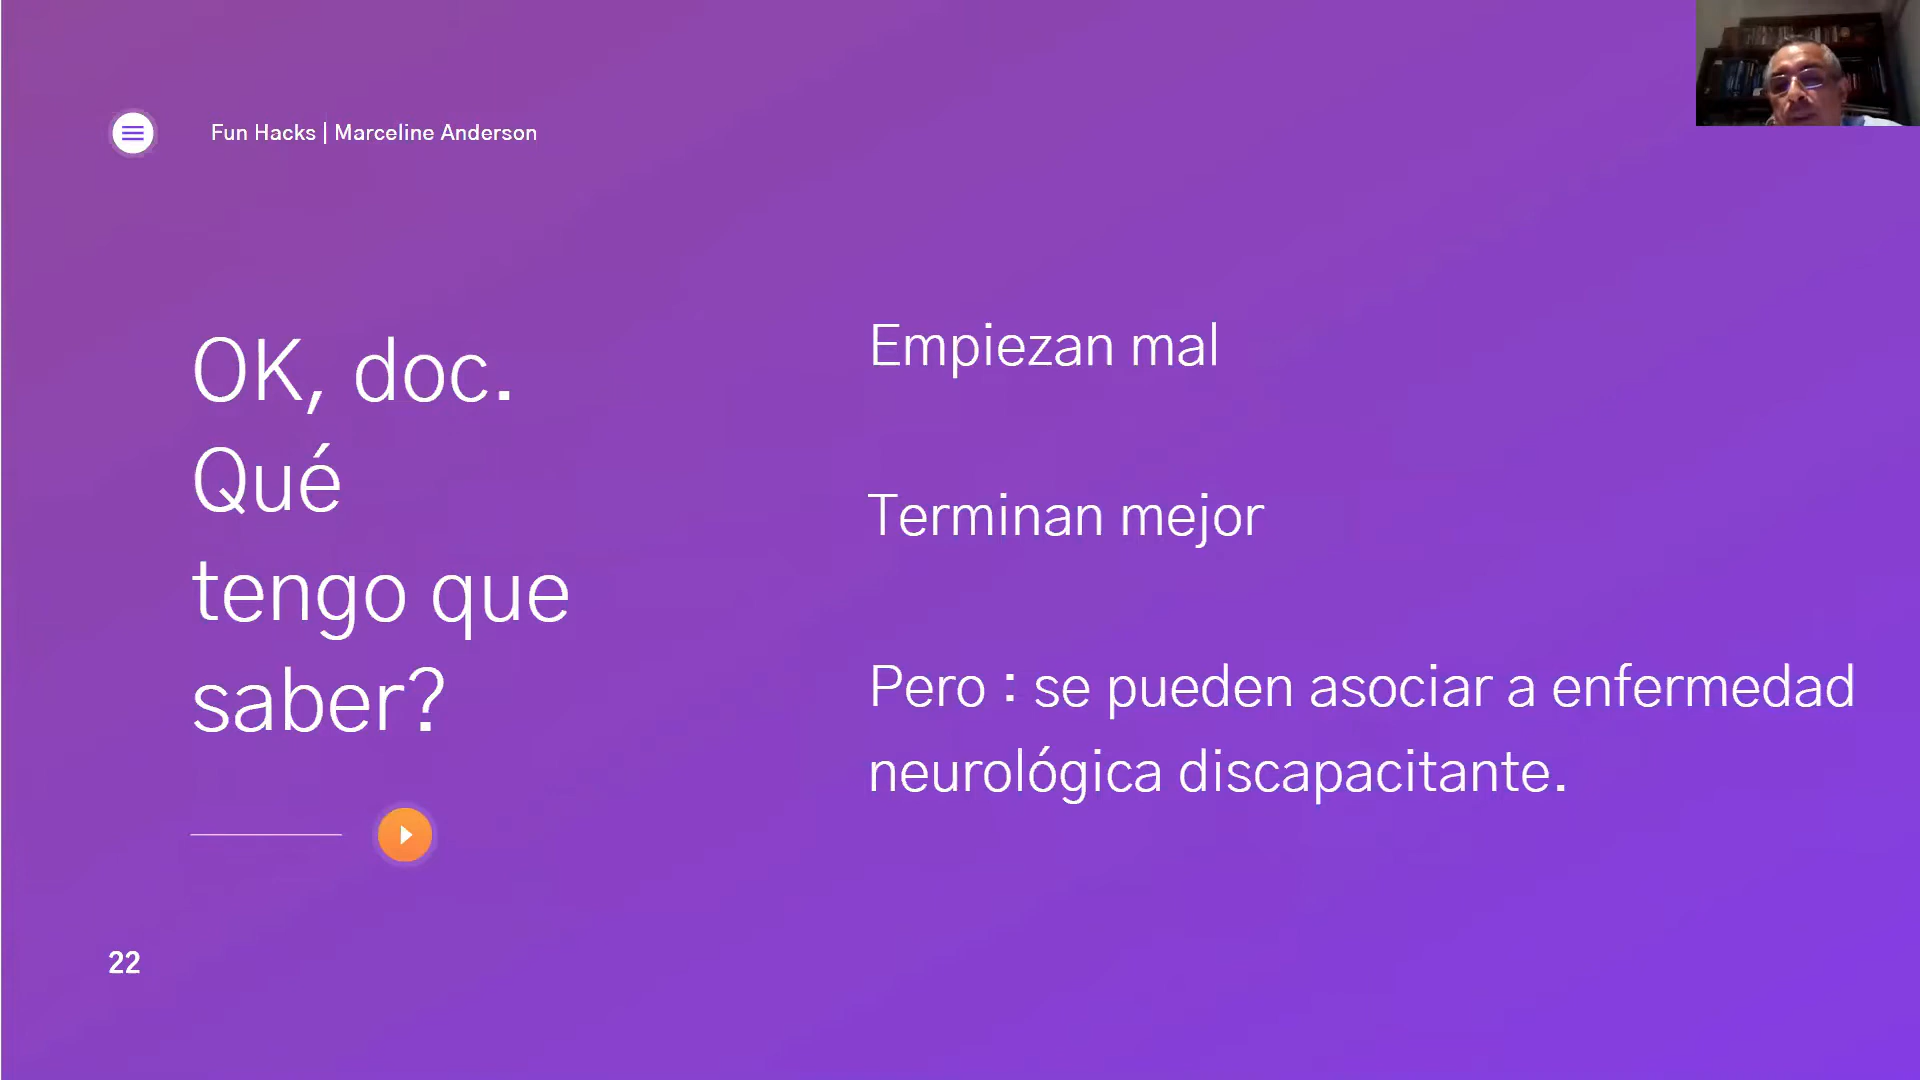 Fun Hacks | Marceline Anderson
OK, doc.
Qué
tengo que
saber?
Empiezan mal
Terminan mejor
Pero : se pueden asociar a enfermedad
neurológica discapacitante.
22